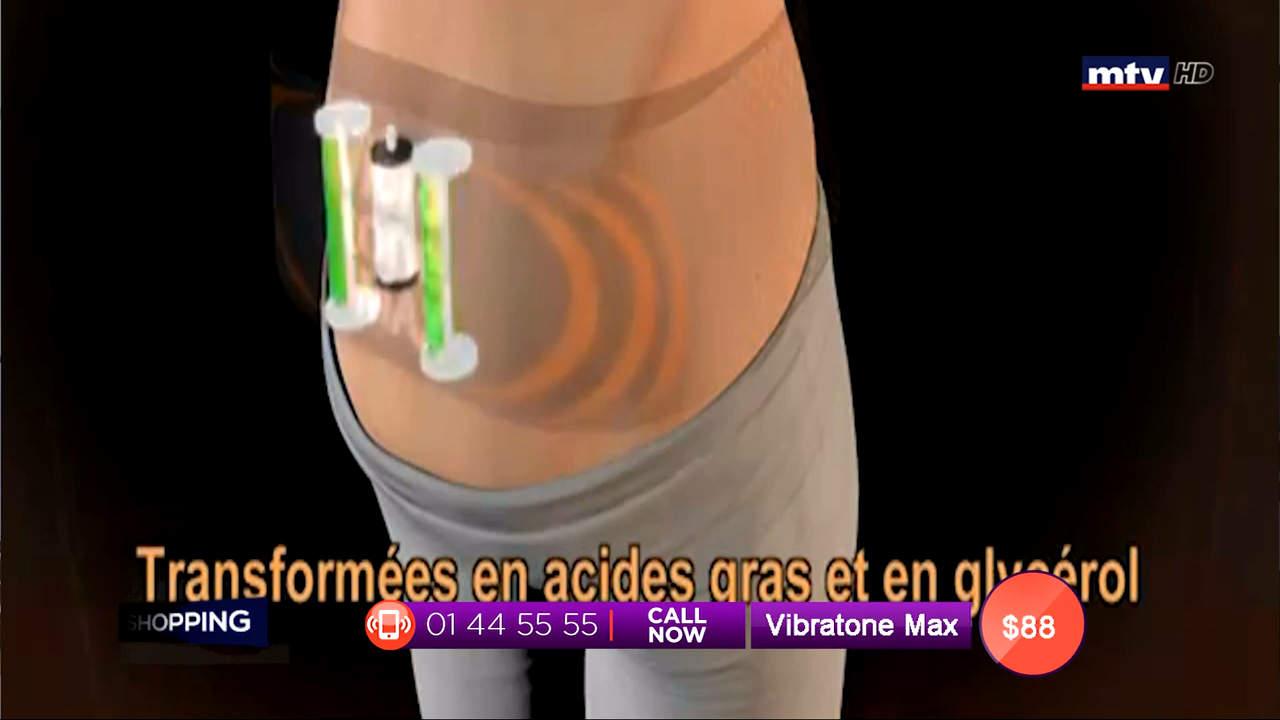 mtv HD
Transformées en acides gras et en glycérol
SHOPPING
01 44 55 55
CALL
NOW
Vibratone Max
$88